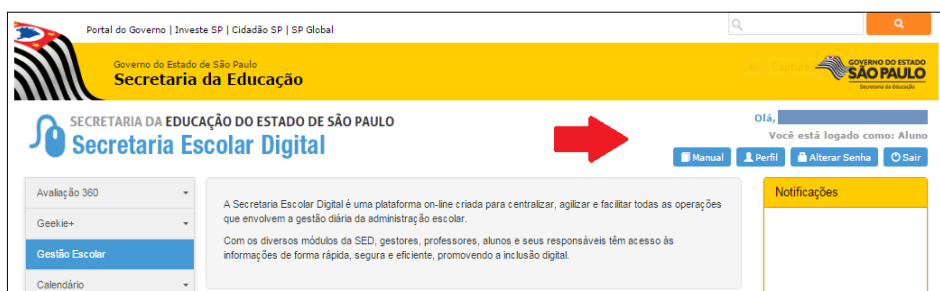 Portal do Governo | Investe SP | Cidadão SP | SP Global
Governo do Estado de São Paulo
Secretaria da Educação
GOVERNO DO ESTADO
SÃO PAULO
Secretaria da Educação
SECRETARIA DA EDUCAÇÃO DO ESTADO DE SÃO PAULO
Secretaria Escolar Digital
Olá,
Você está logado como: Aluno
Manual Perfil Alterar Senha Sair
Avaliação 360
Geekie+
Gestão Escolar
Calendário
A Secretaria Escolar Digital é uma plataforma on-line criada para centralizar, agilizar e facilitar todas as operações
que envolvem a gestão diária da administração escolar.
Com os diversos módulos da SED, gestores, professores, alunos e seus responsáveis têm acesso às
informações de forma rápida, segura e eficiente, promovendo a inclusão digital.
Notificações